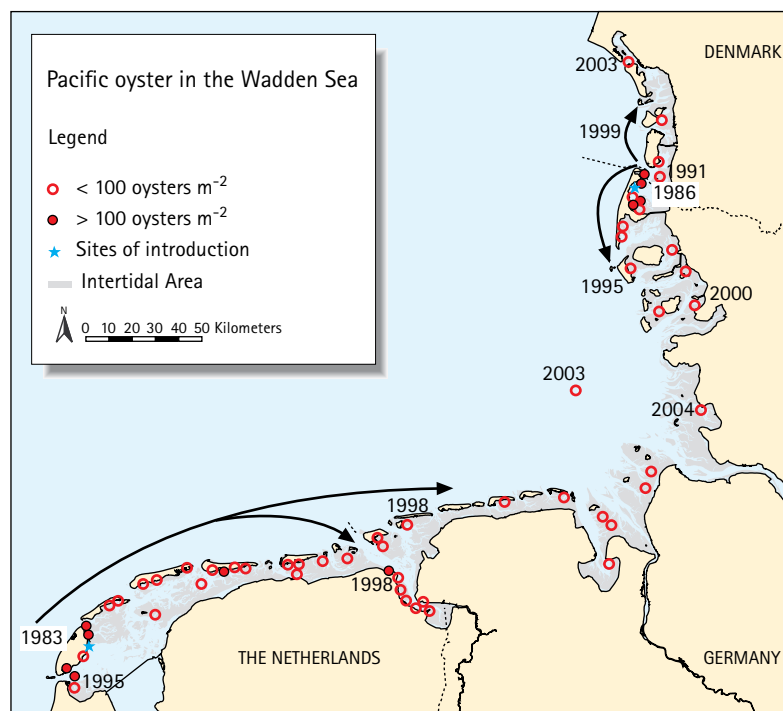 Pacific oyster in the Wadden Sea
Legend
< 100 oysters m⁻²
> 100 oysters m⁻²
Sites of introduction
Intertidal Area
N
0 10 20 30 40 50 Kilometers
DENMARK
2003
1999
1991
1986
1995
2000
2003
2004
1998
1998
1983
1995
THE NETHERLANDS
GERMANY